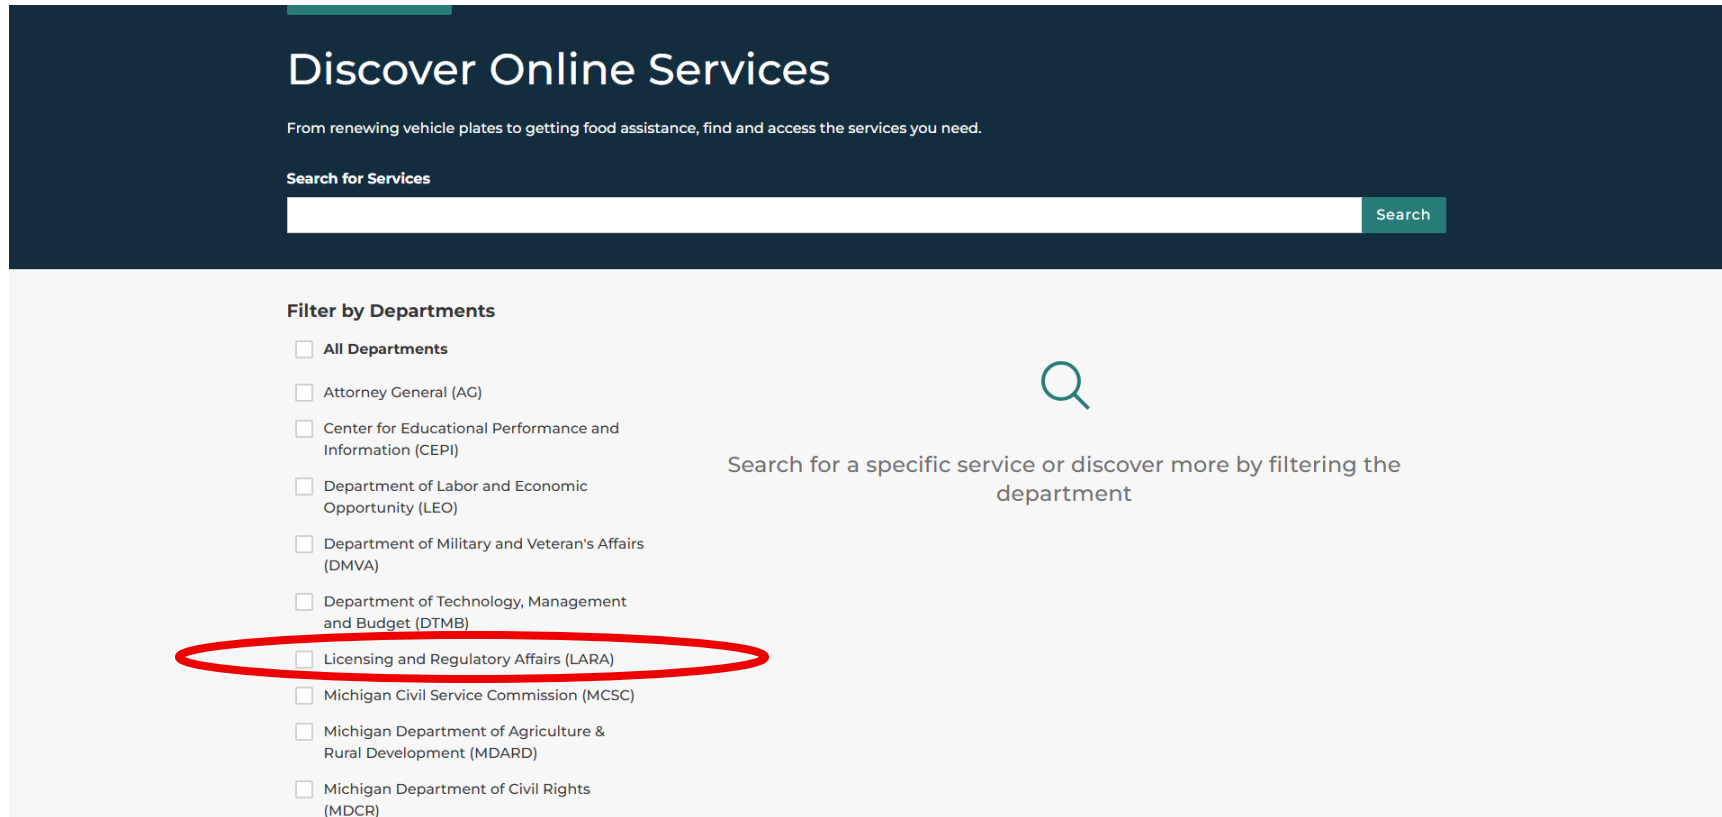 Discover Online Services
From renewing vehicle plates to getting food assistance, find and access the services you need.
Search for Services
Search
Filter by Departments
All Departments
Attorney General (AG)
Center for Educational Performance and
Information (CEPI)
Department of Labor and Economic
Opportunity (LEO)
Department of Military and Veteran's Affairs
(DMVA)
Department of Technology, Management
and Budget (DTMB)
Licensing and Regulatory Affairs (LARA)
Michigan Civil Service Commission (MCSC)
Michigan Department of Agriculture &
Rural Development (MDARD)
Michigan Department of Civil Rights
(MDCR)
Search for a specific service or discover more by filtering the
department